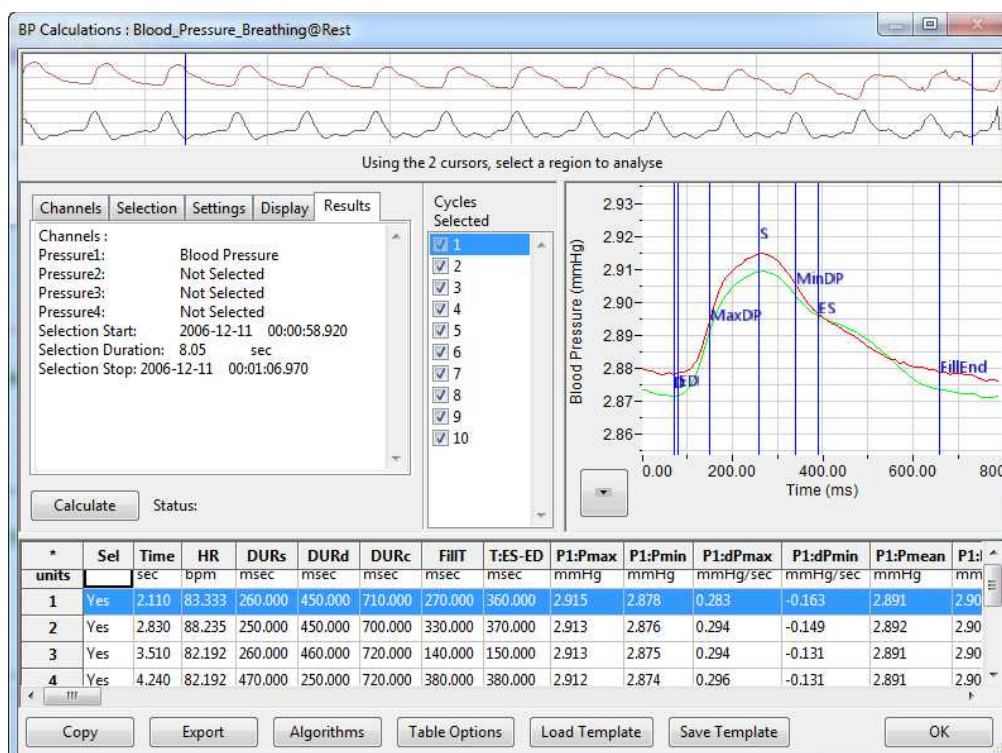 BP Calculations : Blood_Pressure_Breathing@Rest
Using the 2 cursors, select a region to analyse
Channels Selection Settings Display Results
Channels :
Pressure1: Blood Pressure
Pressure2: Not Selected
Pressure3: Not Selected
Pressure4: Not Selected
Selection Start: 2006-12-11 00:00:58.920
Selection Duration: 8.05 sec
Selection Stop: 2006-12-11 00:01:06.970
Calculate Status:
Cycles
Selected
1
2
3
4
5
6
7
8
9
10
Blood Pressure (mmHg)
2.93
2.92
2.91
2.90
2.89
2.88
2.87
2.86
S
MinDP
MaxDP
ES
ED
FillEnd
0.00 200.00 400.00 600.00 800
Time (ms)
* Sel Time HR DURs DURd DURc FillT T:ES-ED P1:Pmax P1:Pmin P1:dPmax P1:dPmin P1:Pmean
units sec bpm msec msec msec msec msec mmHg mmHg mmHg/sec mmHg/sec mmHg mm
1 Yes 2.110 83.333 260.000 450.000 710.000 270.000 360.000 2.915 2.878 0.283 -0.163 2.891 2.90
2 Yes 2.830 88.235 250.000 450.000 700.000 330.000 370.000 2.913 2.876 0.294 -0.149 2.892 2.90
3 Yes 3.510 82.192 260.000 460.000 720.000 140.000 150.000 2.913 2.875 0.294 -0.131 2.891 2.90
4 Yes 4.240 82.192 470.000 250.000 720.000 380.000 380.000 2.912 2.874 0.296 -0.131 2.891 2.90
Copy Export Algorithms Table Options Load Template Save Template OK